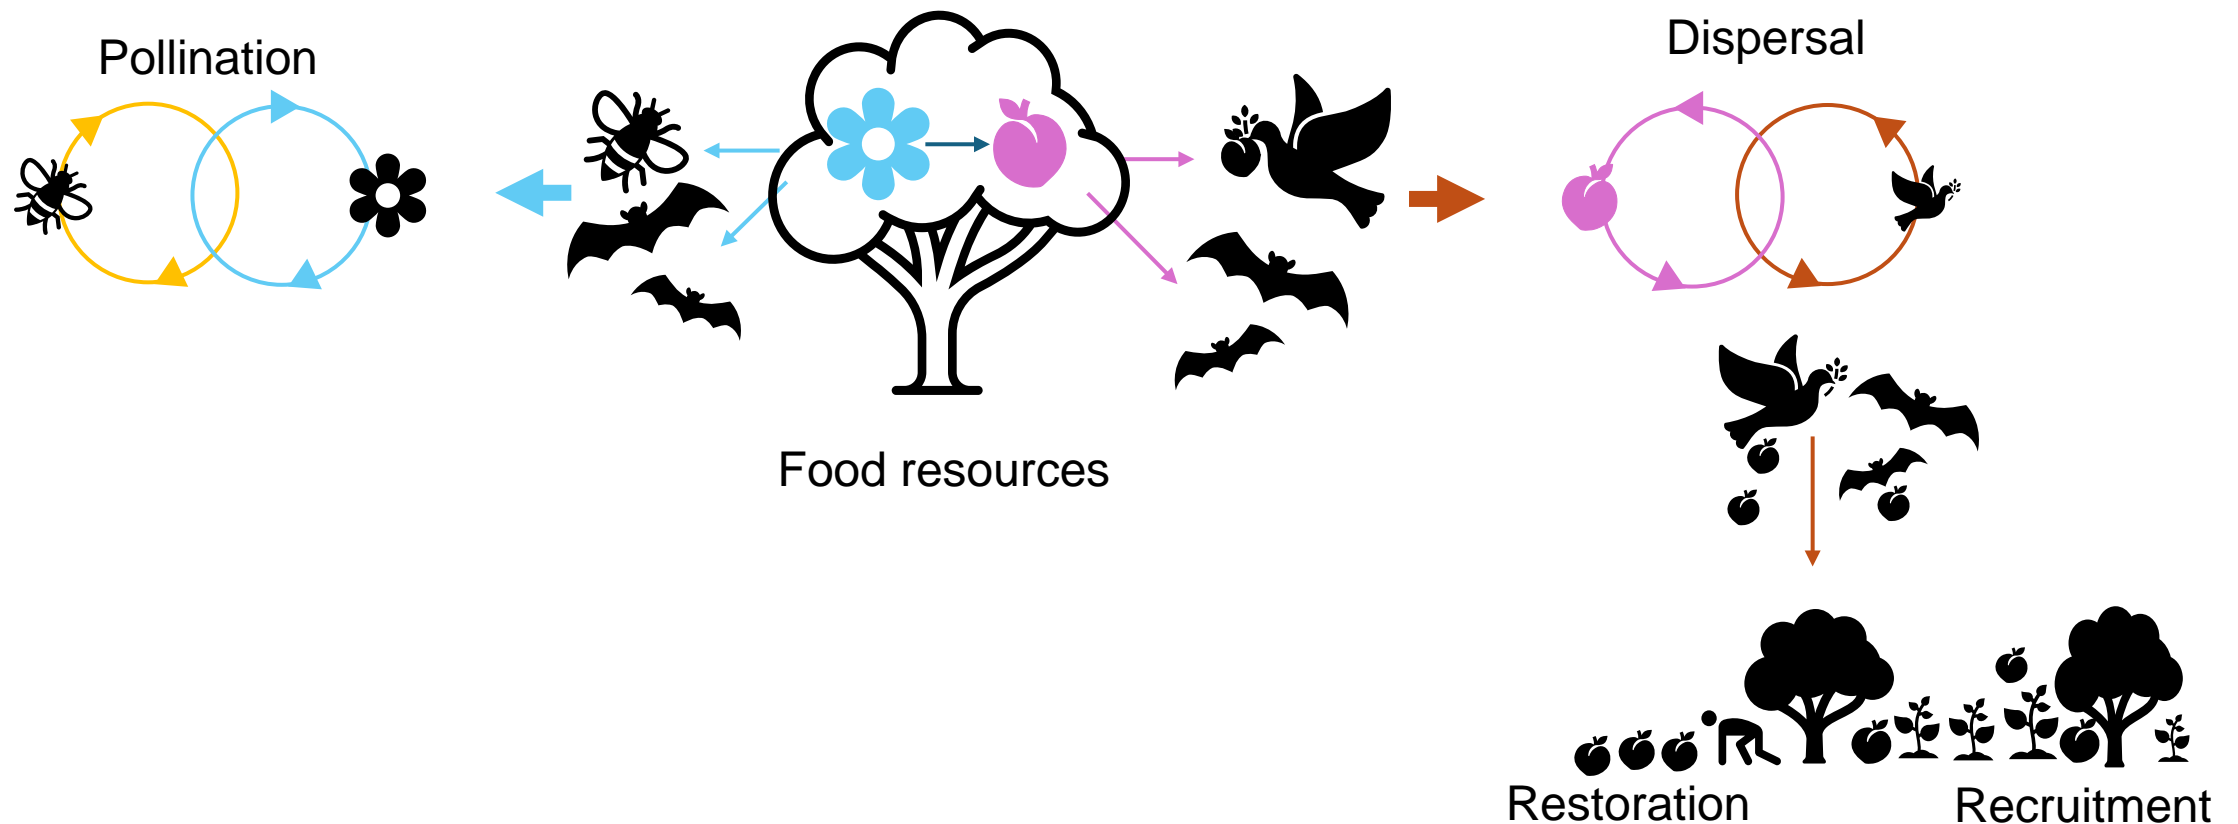 Pollination
Dispersal
Food resources
Restoration
Recruitment